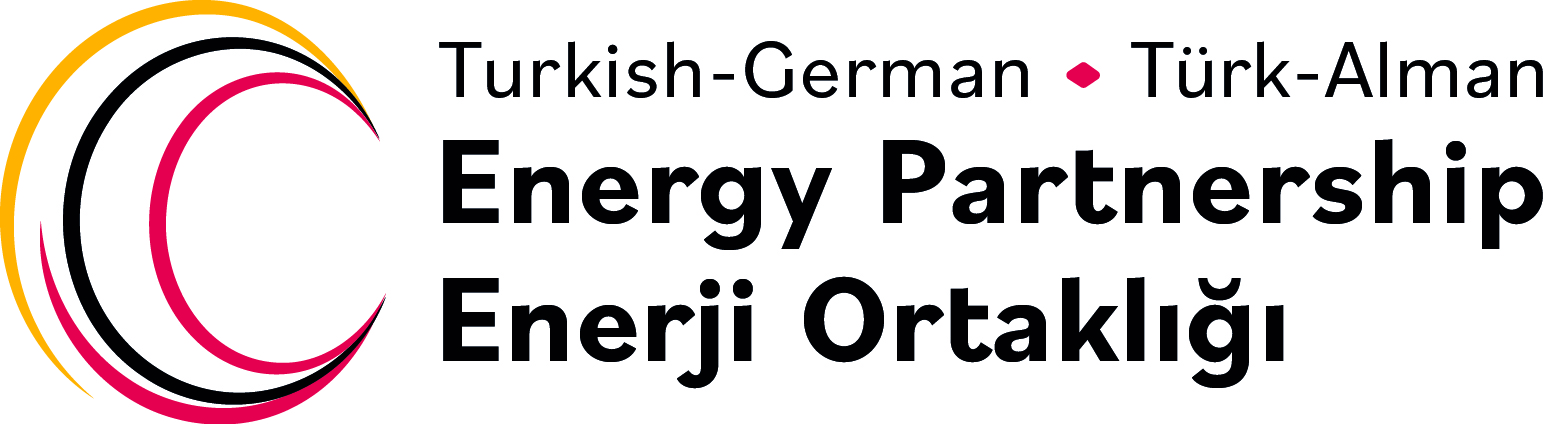 Turkish-German ♦ Türk-Alman
Energy Partnership
Enerji Ortaklığı